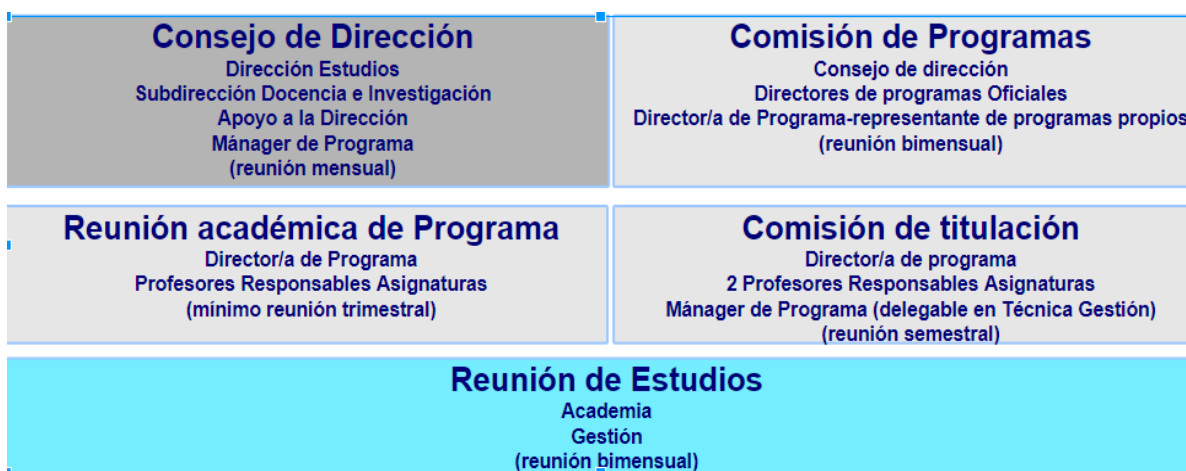 Consejo de Dirección
Dirección Estudios
Subdirección Docencia e Investigación
Apoyo a la Dirección
Mánager de Programa
(reunión mensual)
Comisión de Programas
Consejo de dirección
Directores de programas Oficiales
Director/a de Programa-representante de programas propios
(reunión bimensual)
Reunión académica de Programa
Director/a de Programa
Profesores Responsables Asignaturas
(mínimo reunión trimestral)
Comisión de titulación
Director/a de programa
2 Profesores Responsables Asignaturas
Mánager de Programa (delegable en Técnica Gestión)
(reunión semestral)
Reunión de Estudios
Academia
Gestión
(reunión bimensual)